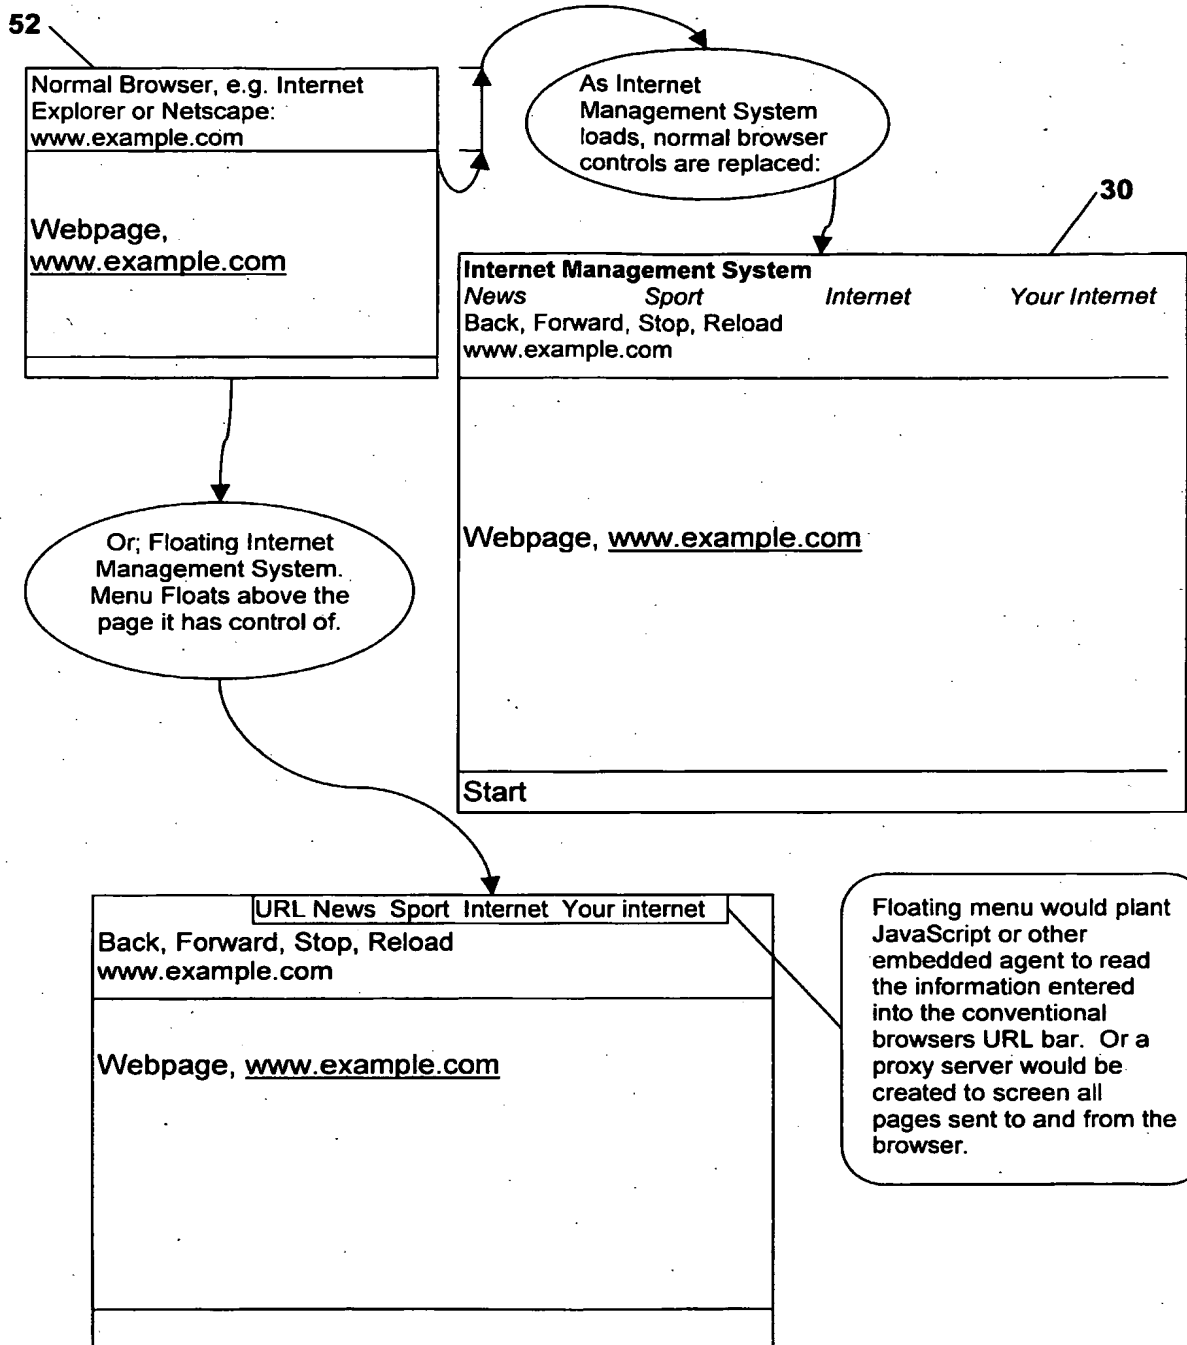 52
Normal Browser, e.g. Internet
Explorer or Netscape:
www.example.com
Webpage,
www.example.com
As Internet
Management System
loads, normal browser
controls are replaced:
30
Internet Management System
News Sport Internet Your Internet
Back, Forward, Stop, Reload
www.example.com
Webpage, www.example.com
Start
Or; Floating Internet
Management System.
Menu Floats above the
page it has control of.
URL News Sport Internet Your internet
Back, Forward, Stop, Reload
www.example.com
Webpage, www.example.com
Floating menu would plant
JavaScript or other
embedded agent to read
the information entered
into the conventional
browsers URL bar. Or a
proxy server would be
created to screen all
pages sent to and from the
browser.